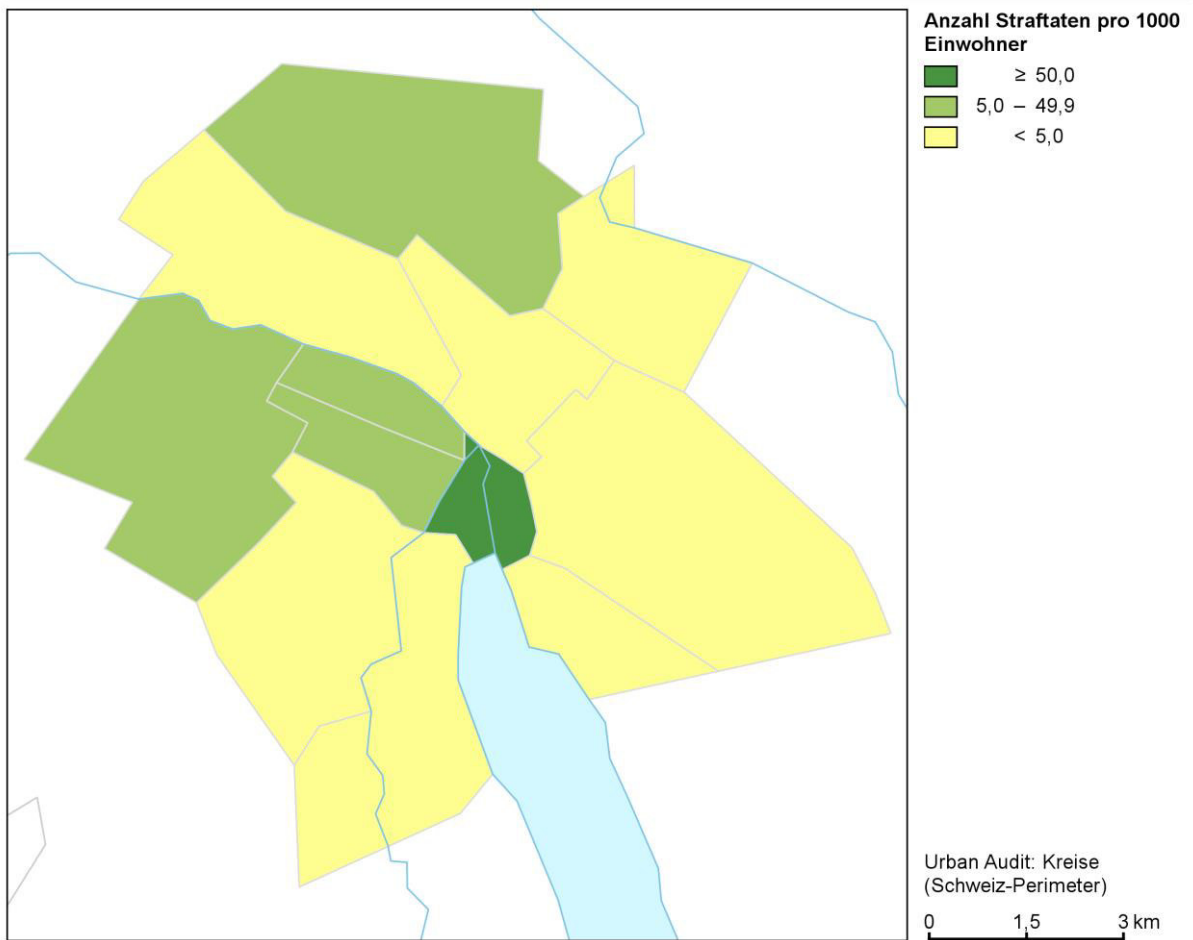 Anzahl Straftaten pro 1000
Einwohner
≥ 50,0
5,0 – 49,9
< 5,0
Urban Audit: Kreise
(Schweiz-Perimeter)
0 1,5 3 km